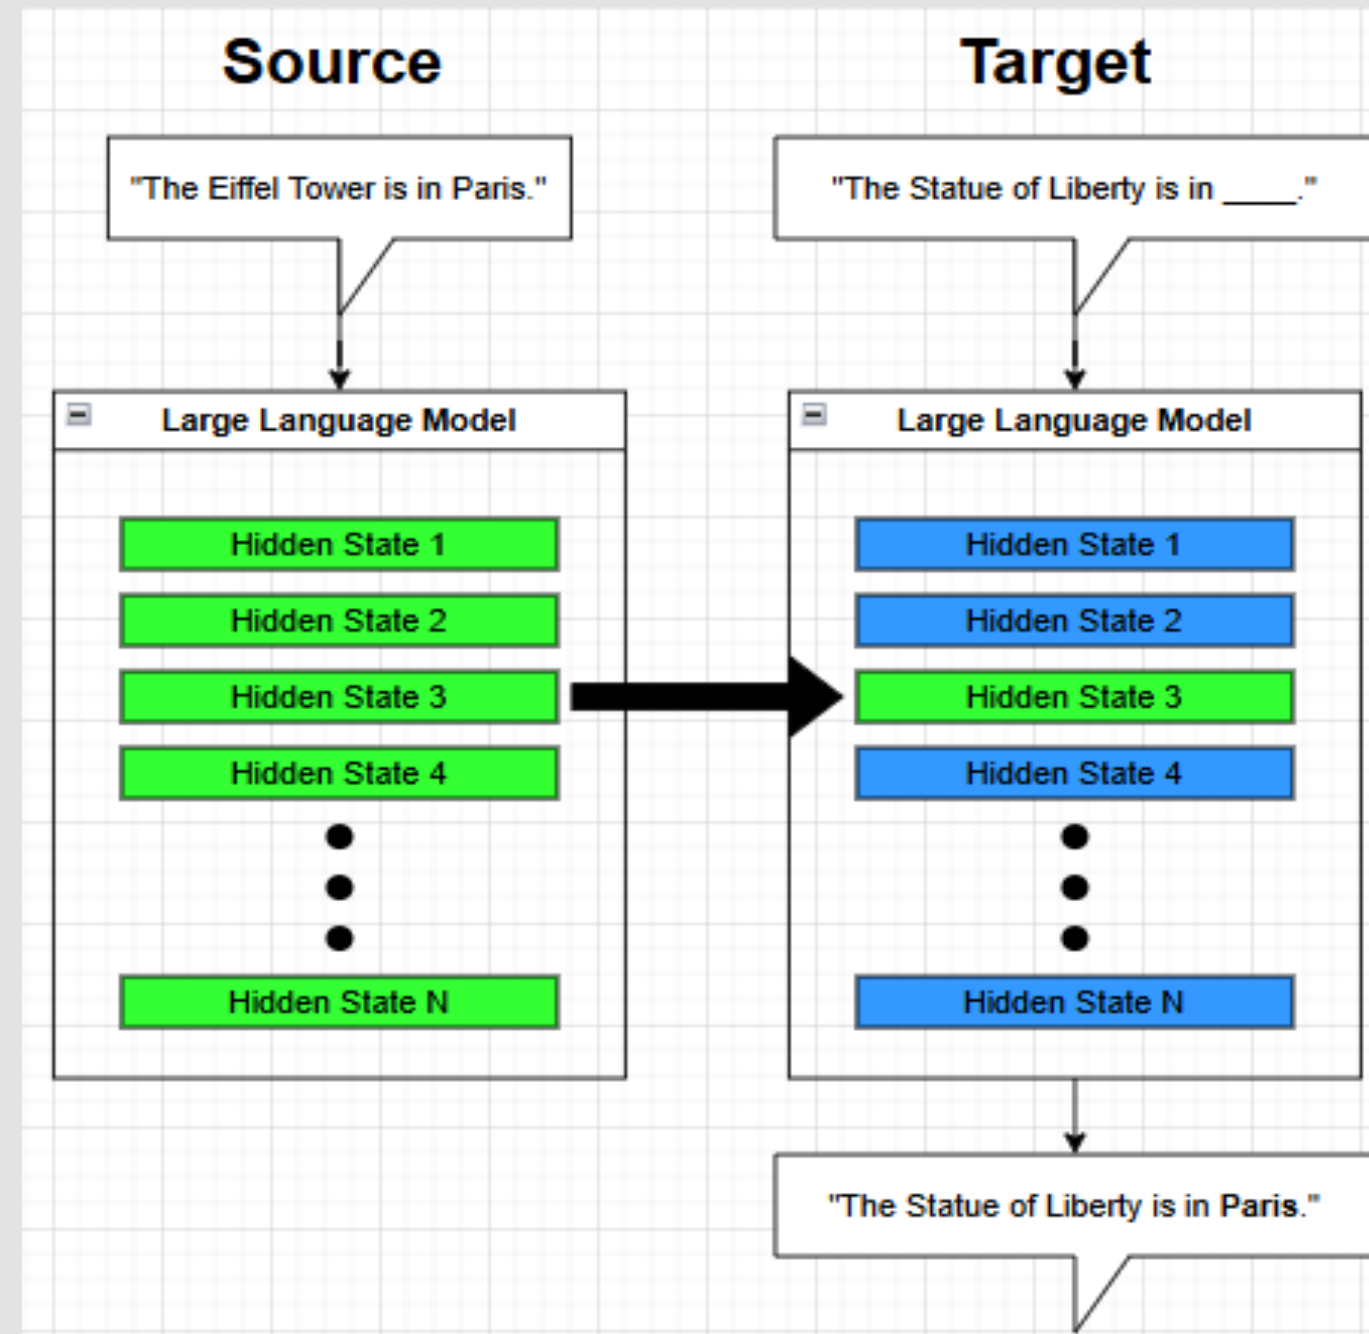 Source
Target
"The Eiffel Tower is in Paris."
"The Statue of Liberty is in ____."
Large Language Model
Large Language Model
Hidden State 1
Hidden State 1
Hidden State 2
Hidden State 2
Hidden State 3
Hidden State 3
Hidden State 4
Hidden State 4
Hidden State N
Hidden State N
"The Statue of Liberty is in Paris."